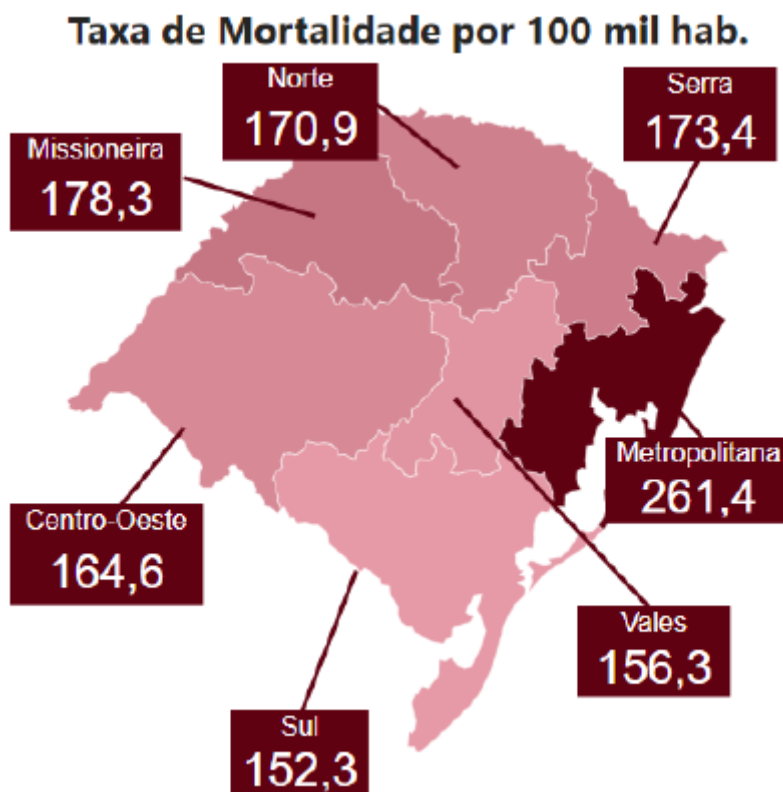 Taxa de Mortalidade por 100 mil hab.
Norte
170,9
Serra
173,4
Missioneira
178,3
Metropolitana
261,4
Centro-Oeste
164,6
Vales
156,3
Sul
152,3